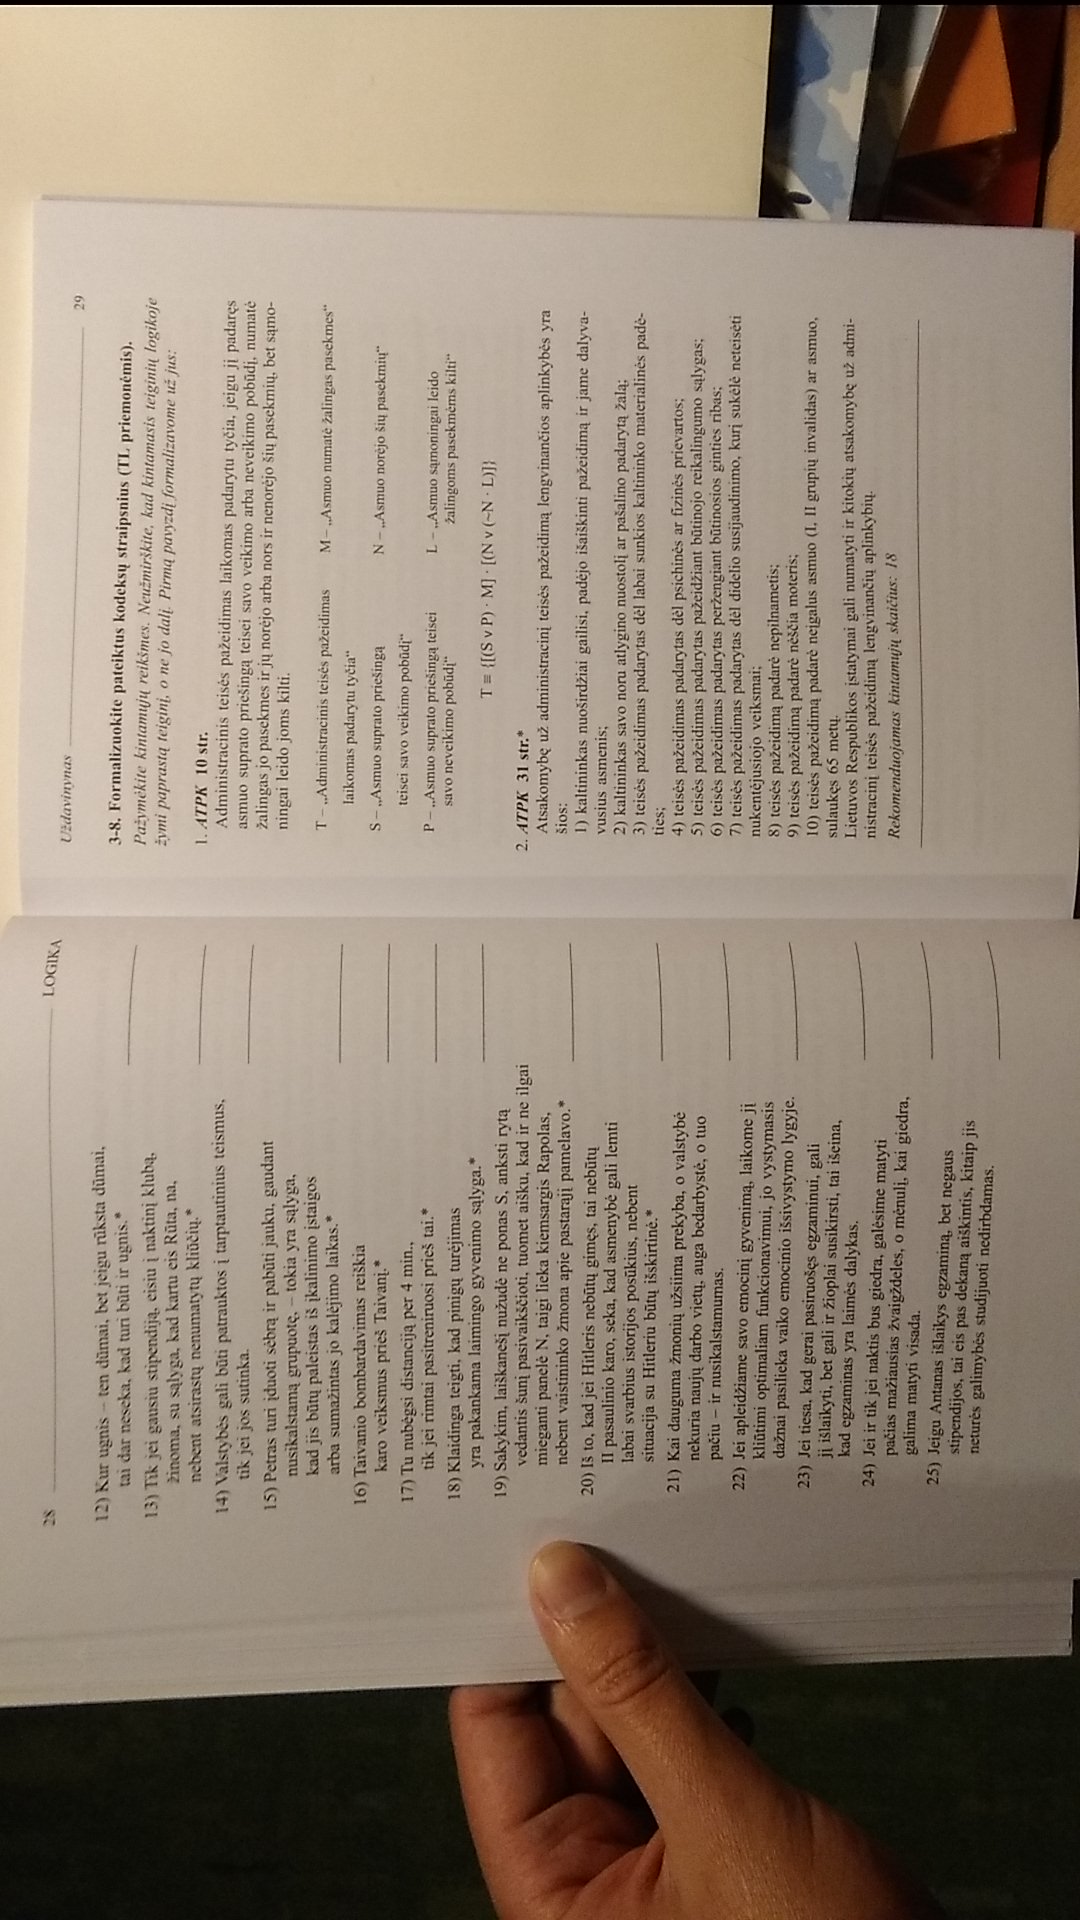 28 LOGIKA
12) Kur ugnis – ten dūmai, bet jeigu rūksta dūmai,
tai dar neseka, kad turi būti ir ugnis.*
13) Tik jei gausiu stipendiją, eisiu į naktinį klubą,
žinoma, su sąlyga, kad kartu eis Rūta, na,
nebent atsirastų nenumatytų kliūčių.*
14) Valstybės gali būti patrauktos į tarptautinius teismus,
tik jei jos sutinka.
15) Petras turi įduoti sėbrą ir pabūti jauku, gaudant
nusikalstamą grupuotę, – tokia yra sąlyga,
kad jis būtų paleistas iš įkalinimo įstaigos
arba sumažintas jo kalėjimo laikas.*
16) Taivanio bombardavimas reiškia
karo veiksmus prieš Taivanį.*
17) Tu nubėgsi distanciją per 4 min.,
tik jei rimtai pasitreniruosi prieš tai.*
18) Klaidinga teigti, kad pinigų turėjimas
yra pakankama laimingo gyvenimo sąlyga.*
19) Sakykim, laiškanešį nužudė ne ponas S, anksti rytą
vedantis šunį pasivaikščioti, tuomet aišku, kad ir ne ilgai
mieganti panelė N, taigi lieka kiemsargis Rapolas,
nebent vaistininko žmona apie pastarąjį pamelavo.*
20) Iš to, kad jei Hitleris nebūtų gimęs, tai nebūtų
II pasaulinio karo, seka, kad asmenybė gali lemti
labai svarbius istorijos posūkius, nebent
situacija su Hitleriu būtų išskirtinė.*
21) Kai dauguma žmonių užsiima prekyba, o valstybė
nekuria naujų darbo vietų, auga bedarbystė, o tuo
pačiu – ir nusikalstamumas.
22) Jei apleidžiame savo emocinį gyvenimą, laikome jį
kliūtimi optimaliam funkcionavimui, jo vystymasis
dažnai pasilieka vaiko emocinio išsivystymo lygyje.
23) Jei tiesa, kad gerai pasiruošęs egzaminui, gali
jį išlaikyti, bet gali ir žioplai susikirsti, tai išeina,
kad egzaminas yra laimės dalykas.
24) Jei ir tik jei naktis bus giedra, galėsime matyti
pačias mažiausias žvaigždeles, o mėnulį, kai giedra,
galima matyti visada.
25) Jeigu Antanas išlaikys egzaminą, bet negaus
stipendijos, tai eis pas dekaną aiškintis, kitaip jis
neturės galimybės studijuoti nedirbdamas.
Uždavinynas 29
3-8. Formalizuokite pateiktus kodeksų straipsnius (TL priemonėmis).
Pažymėkite kintamųjų reikšmes. Neužmirškite, kad kintamasis teiginių logikoje
žymi paprastą teiginį, o ne jo dalį. Pirmą pavyzdį formalizavome už jus:
1. ATPK 10 str.
Administracinis teisės pažeidimas laikomas padarytu tyčia, jeigu jį padaręs
asmuo suprato priešingą teisei savo veikimo arba neveikimo pobūdį, numatė
žalingas jo pasekmes ir jų norėjo arba nors ir nenorėjo šių pasekmių, bet sąmo-
ningai leido joms kilti.
T – „Administracinis teisės pažeidimas M – „Asmuo numatė žalingas pasekmes“
laikomas padarytu tyčia“
S – „Asmuo suprato priešingą N – „Asmuo norėjo šių pasekmių“
teisei savo veikimo pobūdį“
P – „Asmuo suprato priešingą teisei L – „Asmuo sąmoningai leido
savo neveikimo pobūdį“ žalingoms pasekmėms kilti“
T ≡ {[(S v P) · M] · [(N v (~N · L)]}
2. ATPK 31 str.*
Atsakomybę už administracinį teisės pažeidimą lengvinančios aplinkybės yra
šios:
1) kaltininkas nuoširdžiai gailisi, padėjo išaiškinti pažeidimą ir jame dalyva-
vusius asmenis;
2) kaltininkas savo noru atlygino nuostolį ar pašalino padarytą žalą;
3) teisės pažeidimas padarytas dėl labai sunkios kaltininko materialinės padė-
ties;
4) teisės pažeidimas padarytas dėl psichinės ar fizinės prievartos;
5) teisės pažeidimas padarytas pažeidžiant būtinojo reikalingumo sąlygas;
6) teisės pažeidimas padarytas peržengiant būtinosios ginties ribas;
7) teisės pažeidimas padarytas dėl didelio susijaudinimo, kurį sukėlė neteisėti
nukentėjusiojo veiksmai;
8) teisės pažeidimą padarė nepilnametis;
9) teisės pažeidimą padarė nėščia moteris;
10) teisės pažeidimą padarė neįgalus asmuo (I, II grupių invalidas) ar asmuo,
sulaukęs 65 metų.
Lietuvos Respublikos įstatymai gali numatyti ir kitokių atsakomybę už admi-
nistracinį teisės pažeidimą lengvinančių aplinkybių.
Rekomenduojamas kintamųjų skaičius: 18